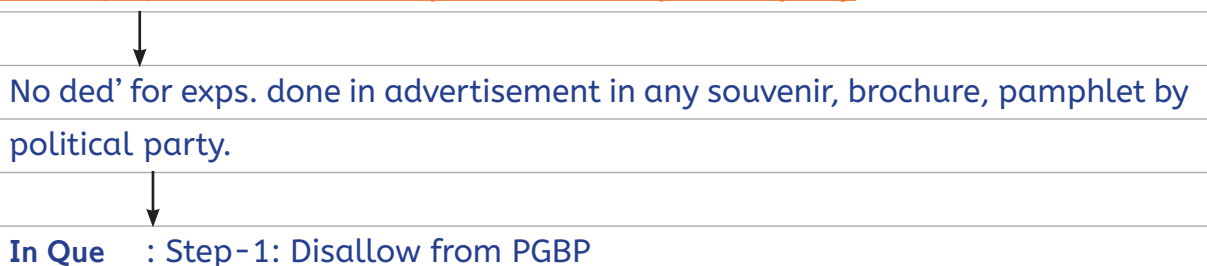 No ded’ for exps. done in advertisement in any souvenir, brochure, pamphlet by
political party.
In Que : Step-1: Disallow from PGBP